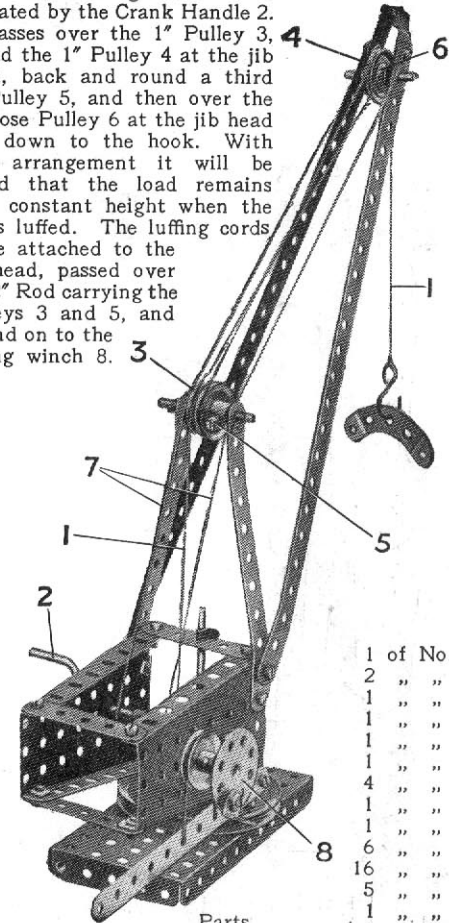 ated by the Crank Handle 2.
asses over the 1" Pulley 3,
d the 1" Pulley 4 at the jib
, back and round a third
ulley 5, and then over the
ose Pulley 6 at the jib head
down to the hook. With
arrangement it will be
d that the load remains
constant height when the
s luffed. The luffing cords
e attached to the
head, passed over
" Rod carrying the
eys 3 and 5, and
nd on to the
g winch 8.
4
6
1
3
7
1
5
2
8
1 of No
2 " "
1 " "
1 " "
1 " "
1 " "
4 " "
1 " "
1 " "
6 " "
16 " "
5 " "
1 " "
Parts